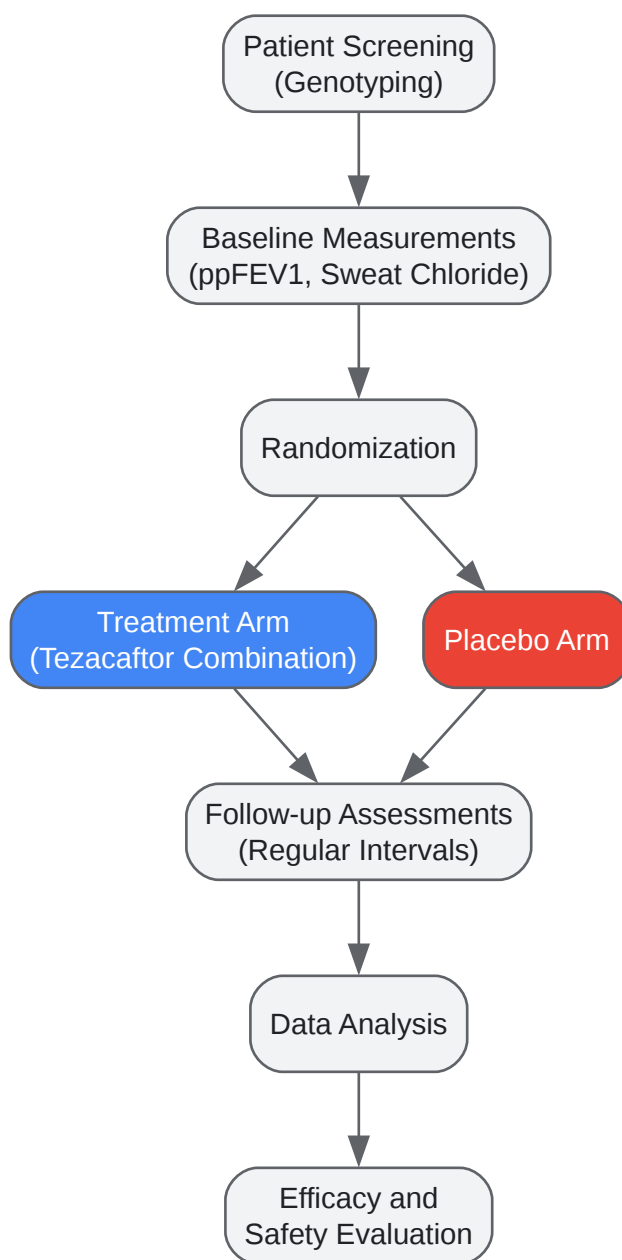 Patient Screening
(Genotyping)
Baseline Measurements
(ppFEV1, Sweat Chloride)
Randomization
Treatment Arm
(Tezacaftor Combination)
Placebo Arm
Follow-up Assessments
(Regular Intervals)
Data Analysis
Efficacy and
Safety Evaluation